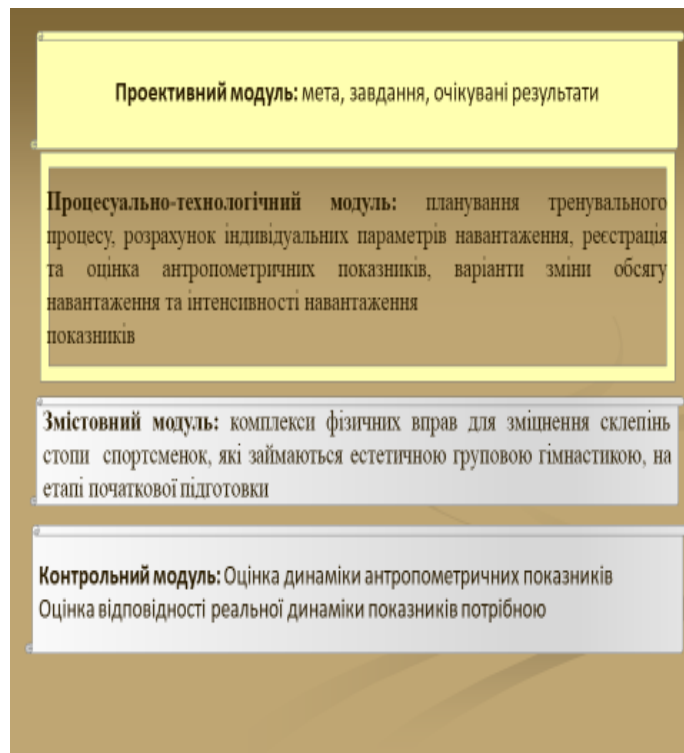 Проективний модуль: мета, завдання, очікувані результати
Процесуально-технологічний модуль: планування тренувального
процесу, розрахунок індивідуальних параметрів навантаження, реєстрація
та оцінка антропометричних показників, варіанти зміни обсягу
навантаження та інтенсивності навантаження
показників
Змістовний модуль: комплекси фізичних вправ для зміцнення склепінь
стопи спортсменок, які займаються естетичною груповою гімнастикою, на
етапі початкової підготовки
Контрольний модуль: Оцінка динаміки антропометричних показників
Оцінка відповідності реальної динаміки показників потрібною